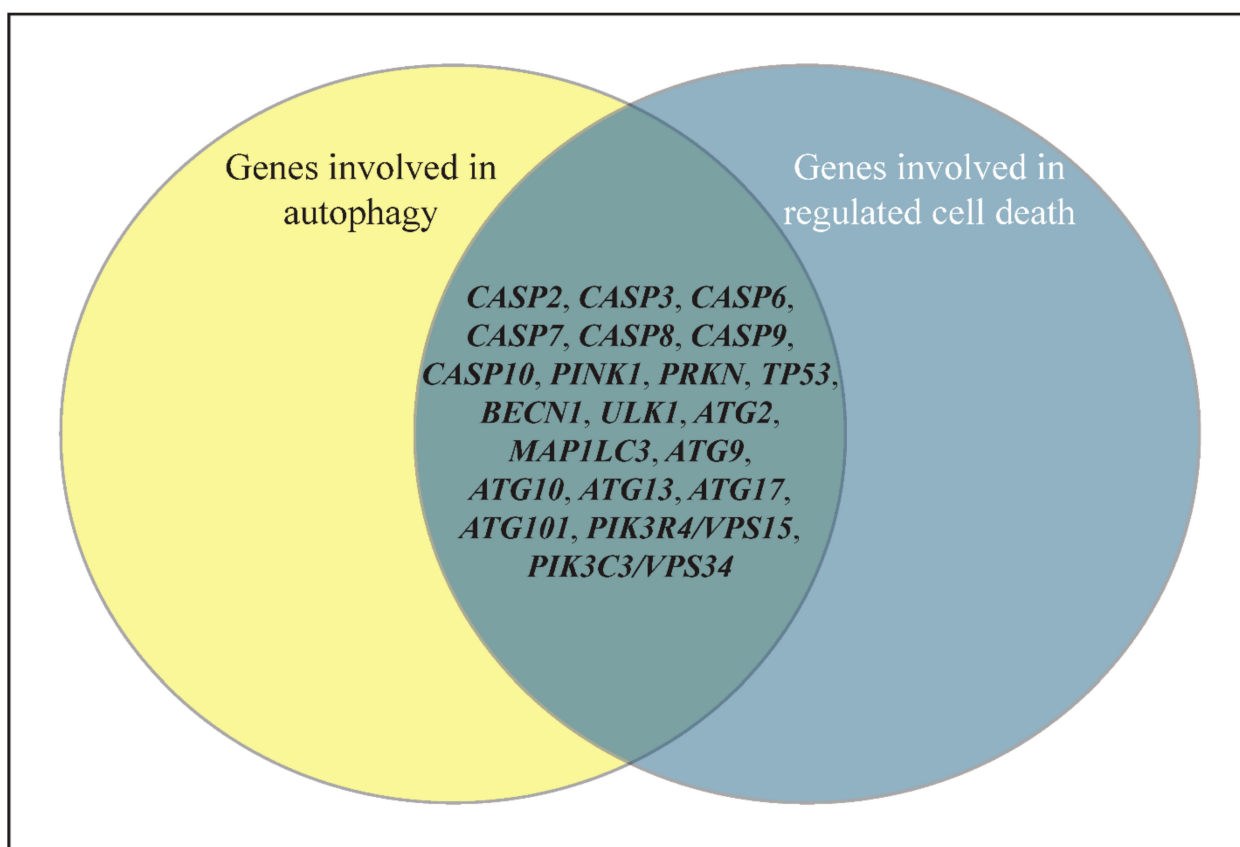 Genes involved in
autophagy
Genes involved in
regulated cell death
CASP2, CASP3, CASP6,
CASP7, CASP8, CASP9,
CASP10, PINK1, PRKN, TP53,
BECN1, ULK1, ATG2,
MAP1LC3, ATG9,
ATG10, ATG13, ATG17,
ATG101, PIK3R4/VPS15,
PIK3C3/VPS34